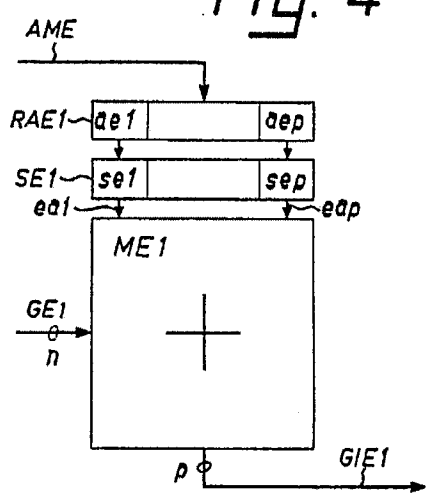 Fig. 4
AME
RAE1 ae1 aep
SE1 se1 sep
ea1 eap
ME1
GE1
n
p
GIE1